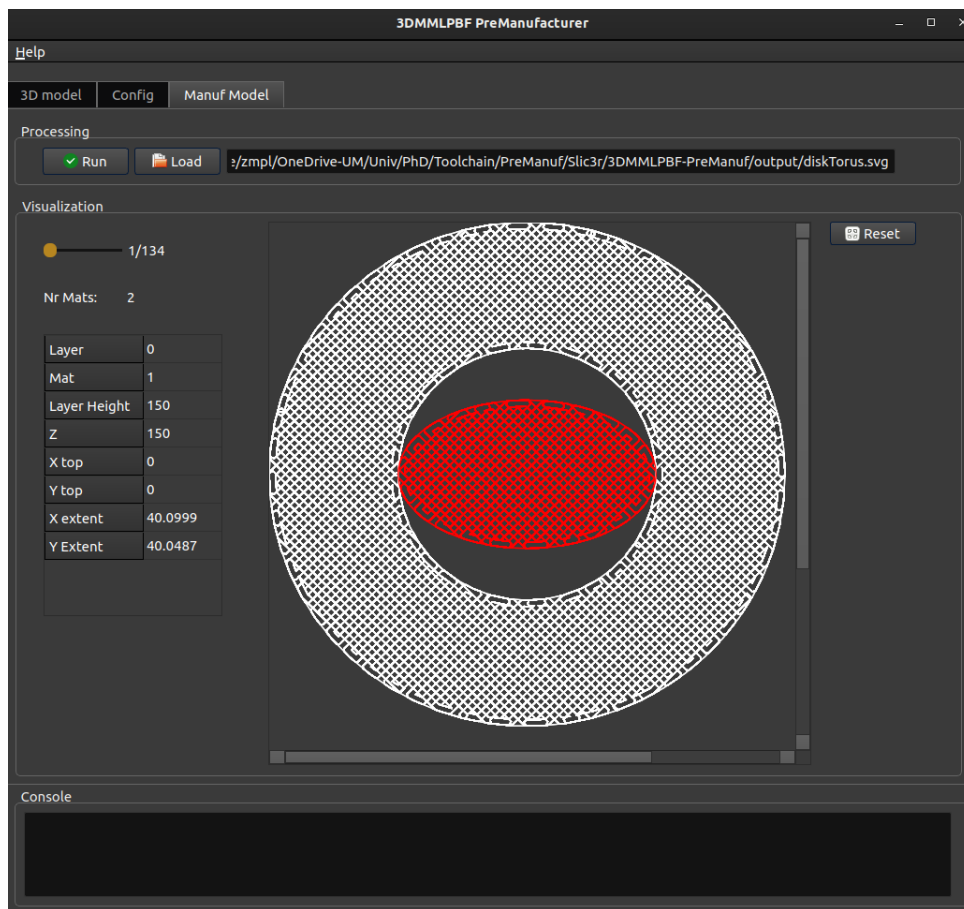 3DMMLPBF PreManufacturer
Help
3D model Config Manuf Model
Processing
Run Load :/zmpl/OneDrive-UM/Univ/PhD/Toolchain/PreManuf/Slic3r/3DMMLPBF-PreManuf/output/diskTorus.svg
Visualization
1/134
Reset
Nr Mats: 2
Layer 0
Mat 1
Layer Height 150
Z 150
X top 0
Y top 0
X extent 40.0999
Y Extent 40.0487
Console